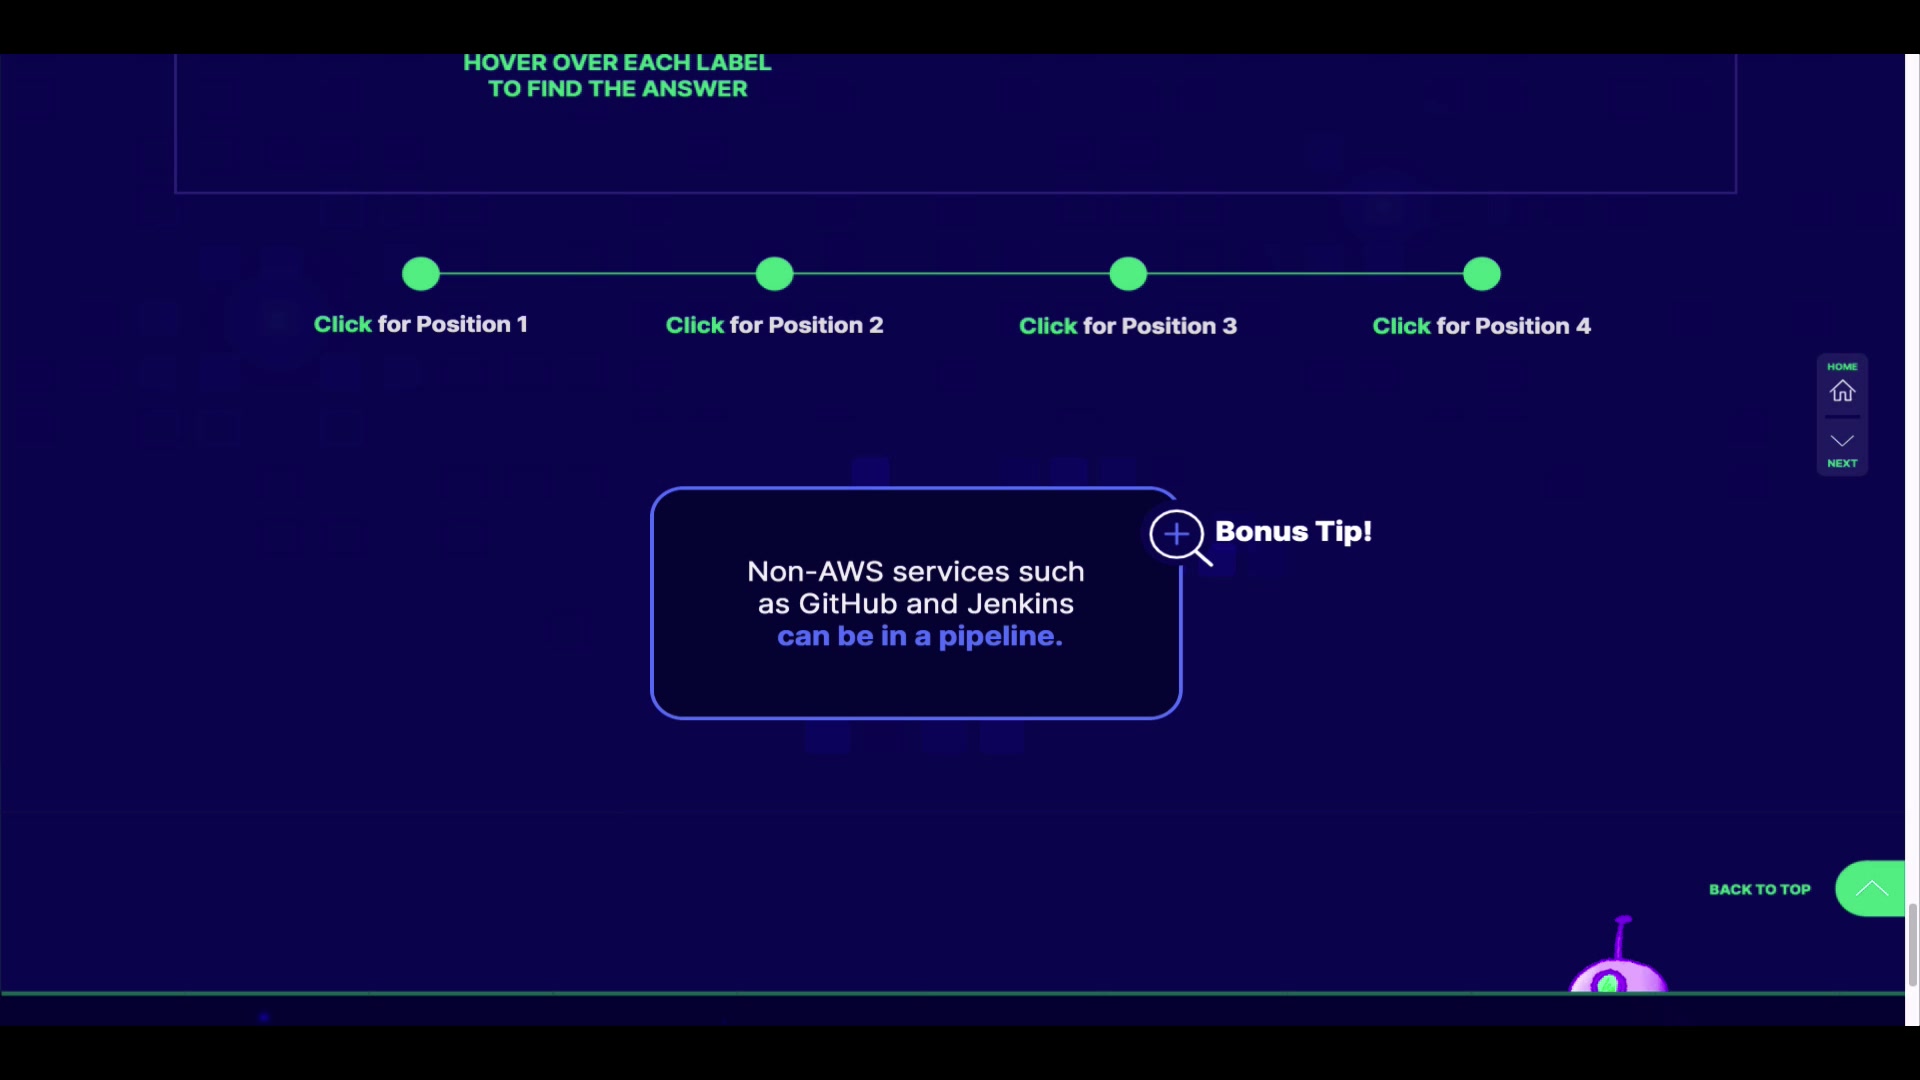 HOVER OVER EACH LABEL
TO FIND THE ANSWER
Click for Position 1
Click for Position 2
Click for Position 3
Click for Position 4
HOME
NEXT
Bonus Tip!
Non-AWS services such
as GitHub and Jenkins
can be in a pipeline.
BACK TO TOP